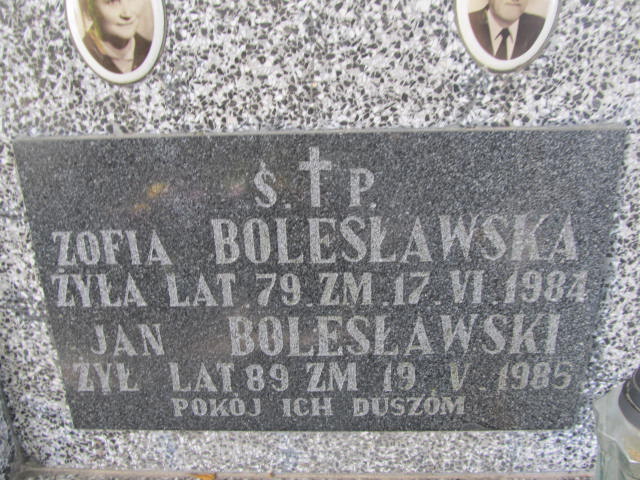 Ś. † P.
ZOFIA BOLESŁAWSKA
ŻYŁA LAT. 79. ZM. 17. VI. 1984
JAN BOLESŁAWSKI
ŻYŁ LAT 89 ZM 19. V. 1985
POKÓJ ICH DUSZÓM